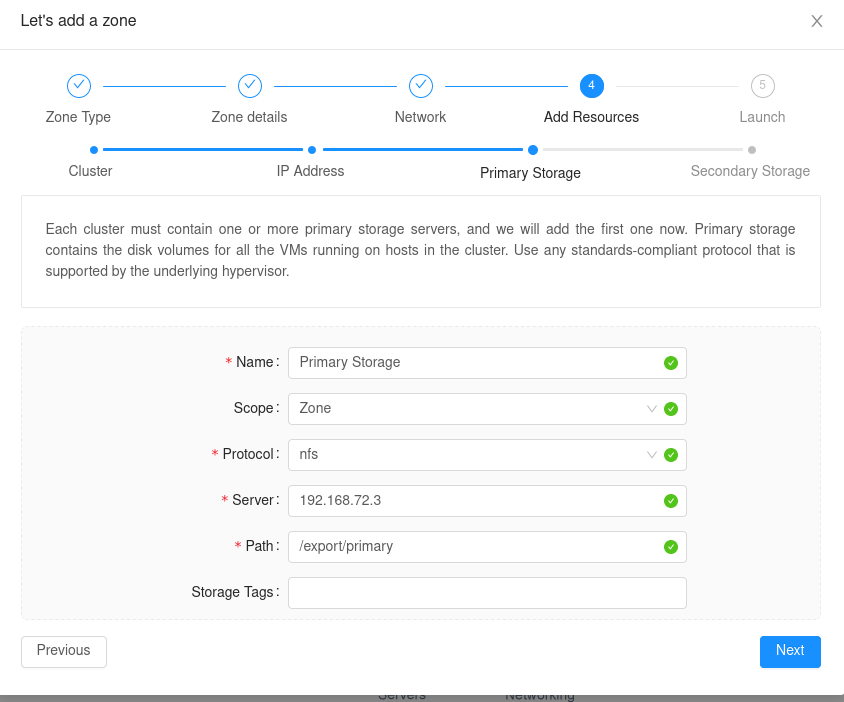 Let's add a zone
4
5
Zone Type
Zone details
Network
Add Resources
Launch
Cluster
IP Address
Primary Storage
Secondary Storage
Each cluster must contain one or more primary storage servers, and we will add the first one now. Primary storage
contains the disk volumes for all the VMs running on hosts in the cluster. Use any standards-compliant protocol that is
supported by the underlying hypervisor.
* Name: Primary Storage
Scope: Zone
* Protocol: nfs
* Server: 192.168.72.3
* Path: /export/primary
Storage Tags:
Previous
Next
Servers
Networking